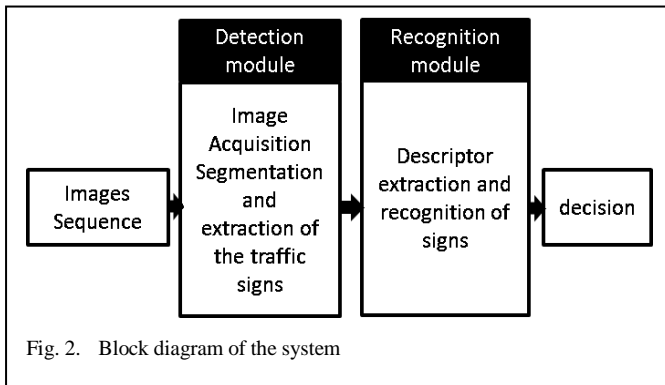 Images
Sequence
Detection
module
Image
Acquisition
Segmentation
and
extraction of
the traffic
signs
Recognition
module
Descriptor
extraction and
recognition of
signs
decision
Fig. 2. Block diagram of the system